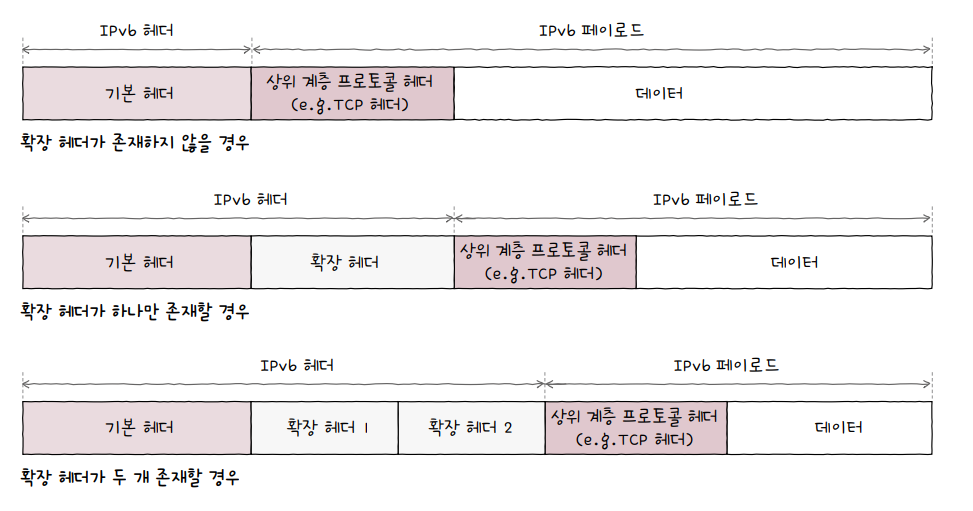 IPv6 헤더
IPv6 페이로드
기본 헤더
상위 계층 프로토콜 헤더
(e.g.TCP 헤더)
데이터
확장 헤더가 존재하지 않을 경우
IPv6 헤더
IPv6 페이로드
기본 헤더
확장 헤더
상위 계층 프로토콜 헤더
(e.g.TCP 헤더)
데이터
확장 헤더가 하나만 존재할 경우
IPv6 헤더
IPv6 페이로드
기본 헤더
확장 헤더 1
확장 헤더 2
상위 계층 프로토콜 헤더
(e.g.TCP 헤더)
데이터
확장 헤더가 두 개 존재할 경우